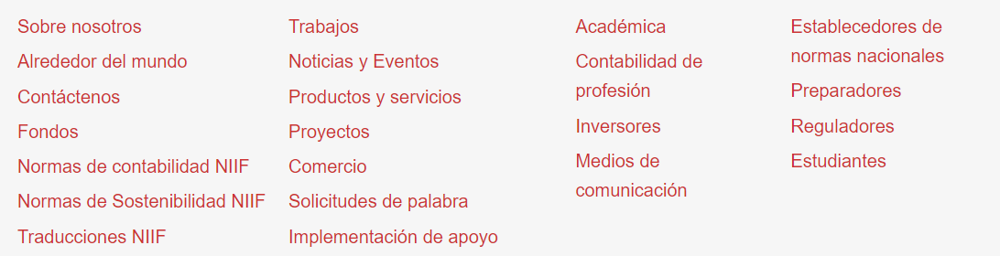 Sobre nosotros
Alrededor del mundo
Contáctenos
Fondos
Normas de contabilidad NIIF
Normas de Sostenibilidad NIIF
Traducciones NIIF
Trabajos
Noticias y Eventos
Productos y servicios
Proyectos
Comercio
Solicitudes de palabra
Implementación de apoyo
Académica
Contabilidad de
profesión
Inversores
Medios de
comunicación
Establecedores de
normas nacionales
Preparadores
Reguladores
Estudiantes